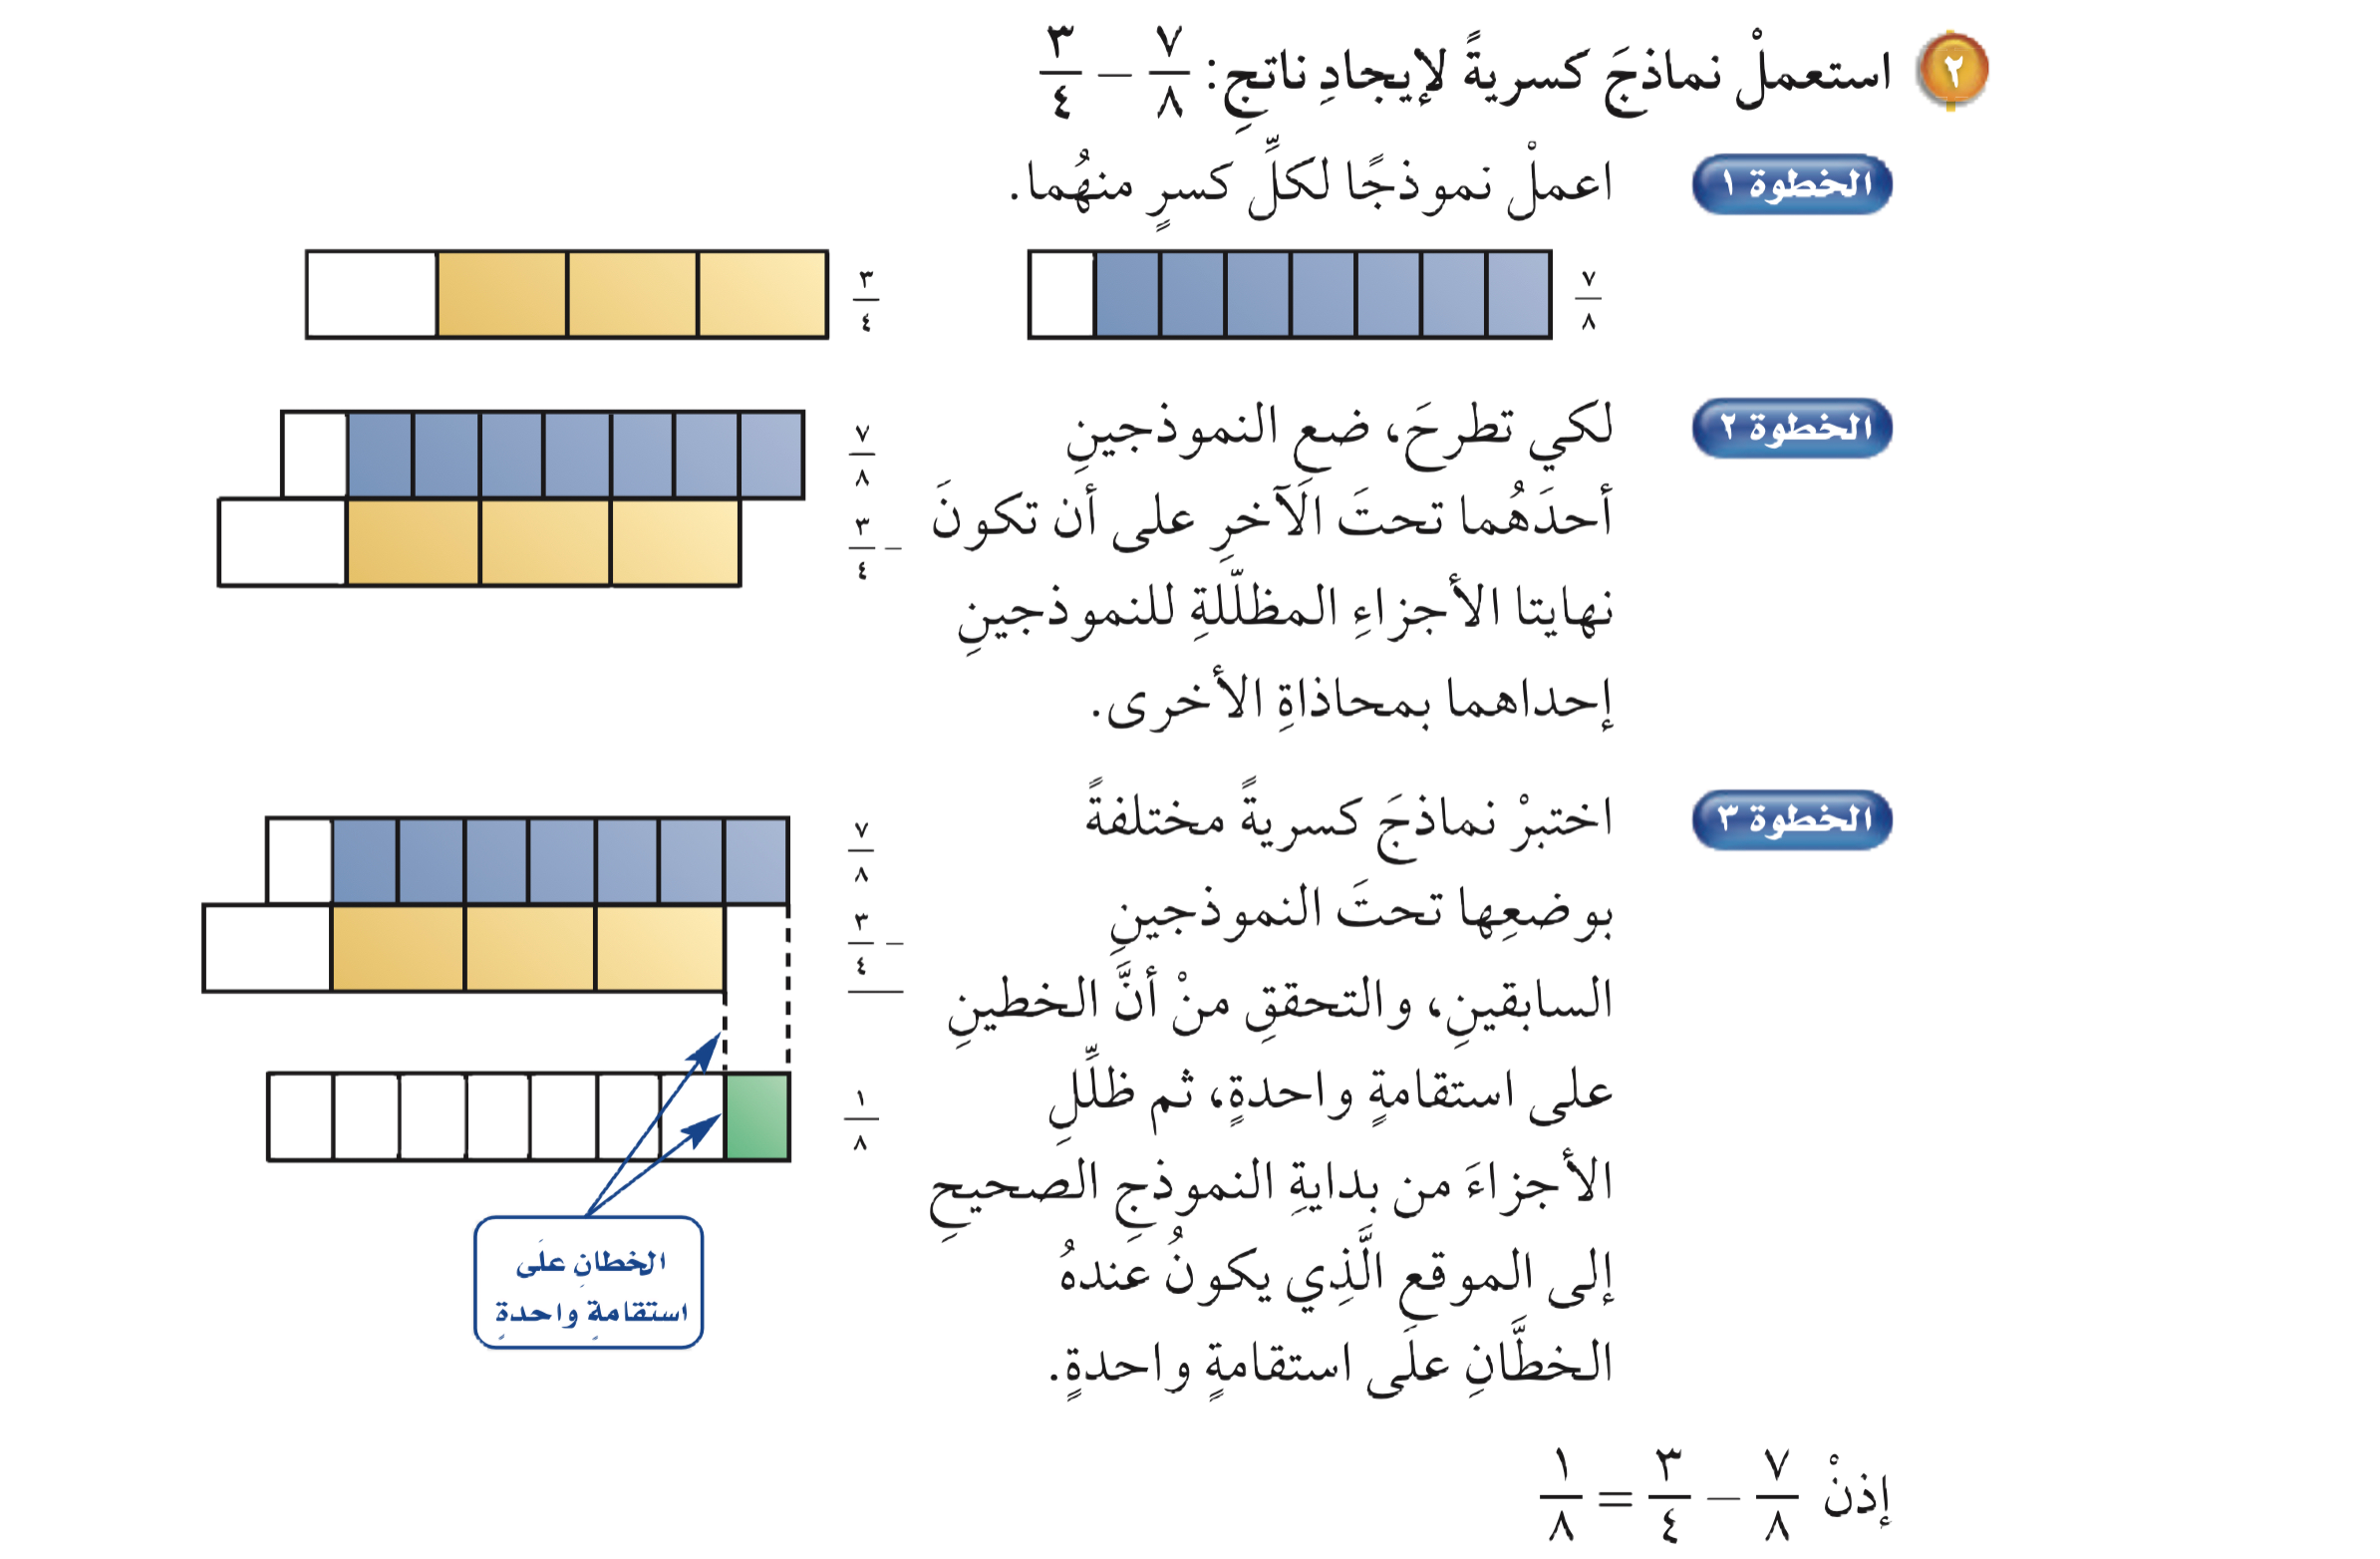 ٢ استعملْ نماذجَ كسريةً لإيجادِ ناتجِ: ٧/٨ − ٣/٤
الخطوة ١ اعملْ نموذجًا لكلِّ كسرٍ منهُما.
٧/٨
٣/٤
الخطوة ٢ لكي تطرحَ، ضعِ النموذجينِ
أحدَهُما تحتَ الآخرِ على أن تكونَ
نهايتا الأجزاءِ المظلّلةِ للنموذجينِ
إحداهما بمحاذاةِ الأخرى.
٧/٨
− ٣/٤
الخطوة ٣ اختبرْ نماذجَ كسريةً مختلفةً
بوضعِها تحتَ النموذجينِ
السابقينِ، والتحققِ منْ أنَّ الخطينِ
على استقامةٍ واحدةٍ، ثم ظلِّلِ
الأجزاءَ من بدايةِ النموذجِ الصحيحِ
إلى الموقعِ الَّذِي يكونُ عَندهُ
الخطَّانِ علَى استقامةٍ واحدةٍ.
٧/٨
− ٣/٤
١/٨
الخطانِ علَى
استقامةٍ واحدةٍ
إذنْ ٧/٨ − ٣/٤ = ١/٨